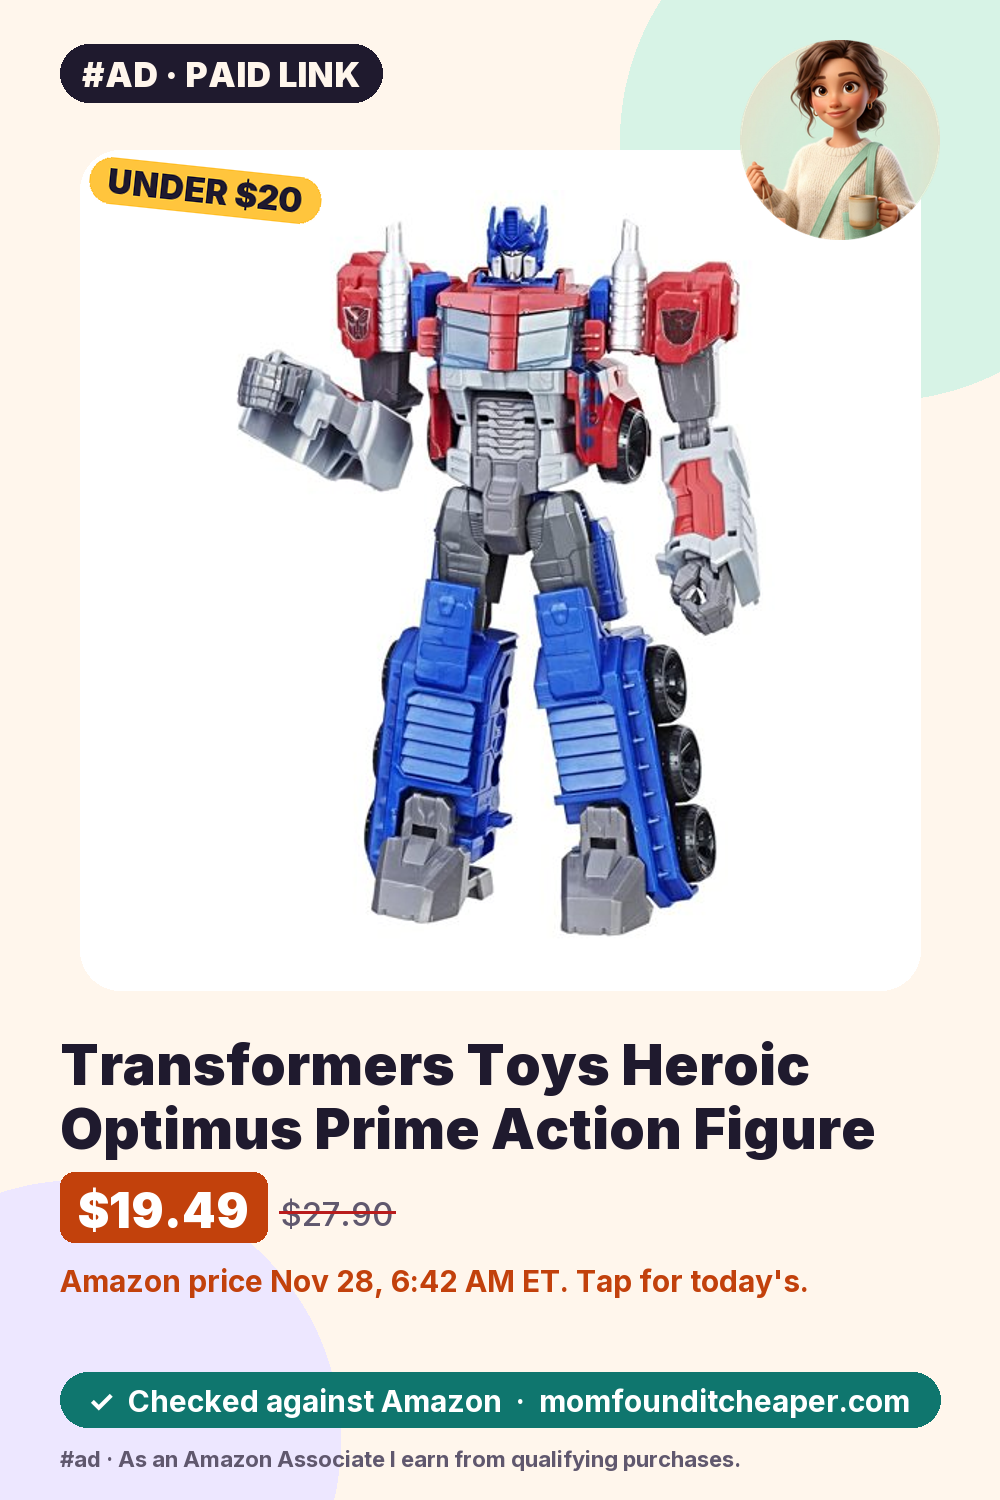 #AD · PAID LINK
UNDER $20
Transformers Toys Heroic
Optimus Prime Action Figure
$19.49 $27.90
Amazon price Nov 28, 6:42 AM ET. Tap for today's.
✓ Checked against Amazon · momfounditcheaper.com
#ad · As an Amazon Associate I earn from qualifying purchases.